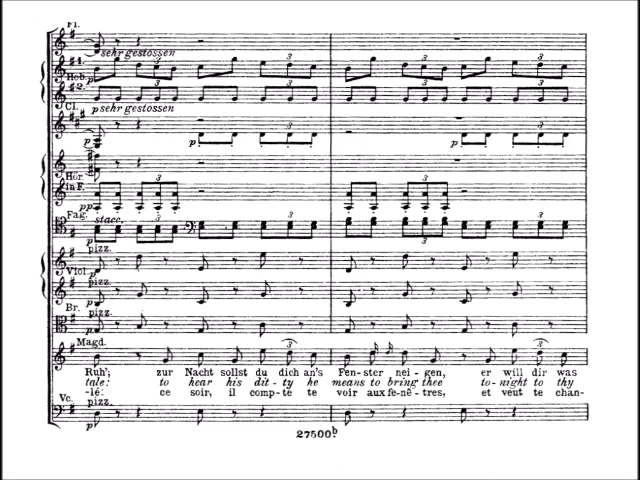 Fl.
sehr gestossen
1.
Hob. p
2.
Cl. p sehr gestossen
p p p
Hör.
in F.
pp
Fag. stacc.
p
pizz.
Viol. p
pizz.
p
Br. pizz.
p
Magd.
Ruh'; zur Nacht sollst du dich an's Fen-ster nei-gen, er will dir was
tale: to hear his dit-ty he means to bring thee to-night to thy
-lé: ce soir, il comp-te te voir aux fe-nê-tres, et veut te chan-
Vc. pizz.
p
27500b